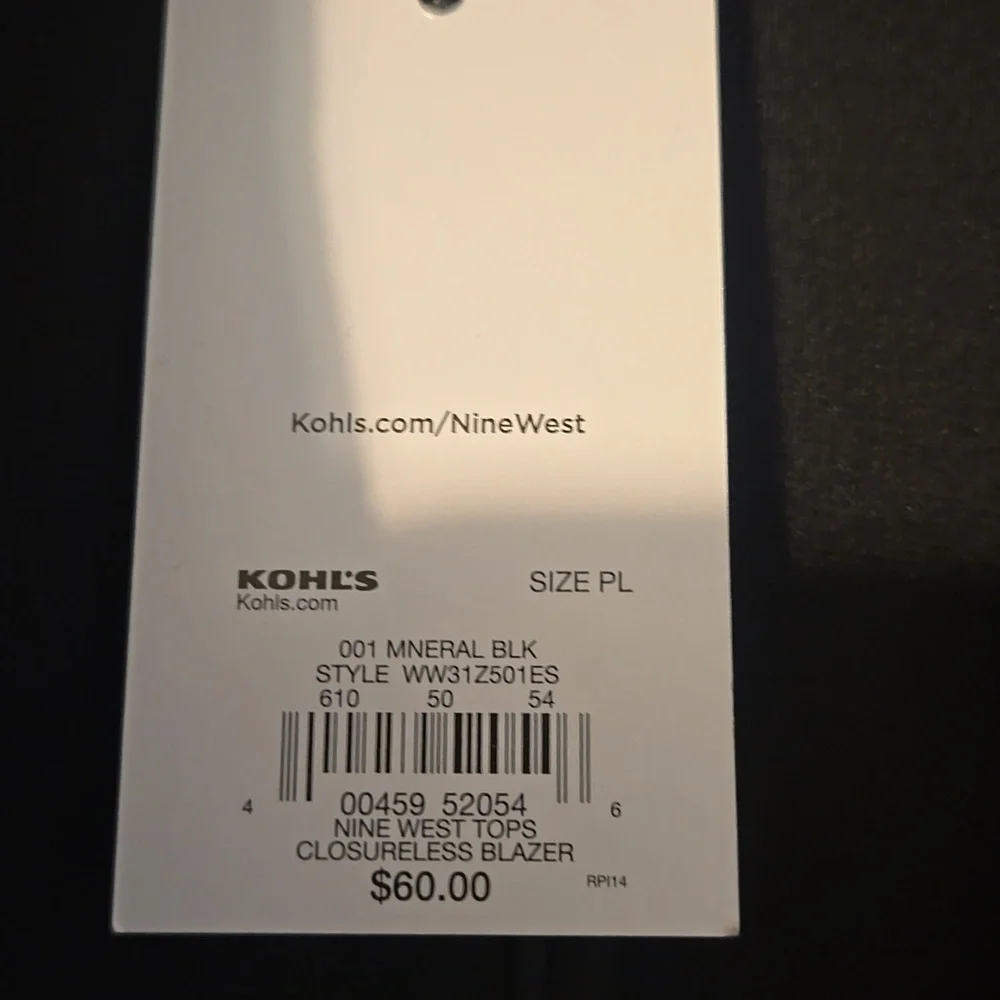 Kohls.com/NineWest
KOHL'S
SIZE PL
Kohls.com
001 MNERAL BLK
STYLE WW31Z501ES
610 50 54
4 00459 52054 6
NINE WEST TOPS
CLOSURELESS BLAZER
$60.00
RPI14